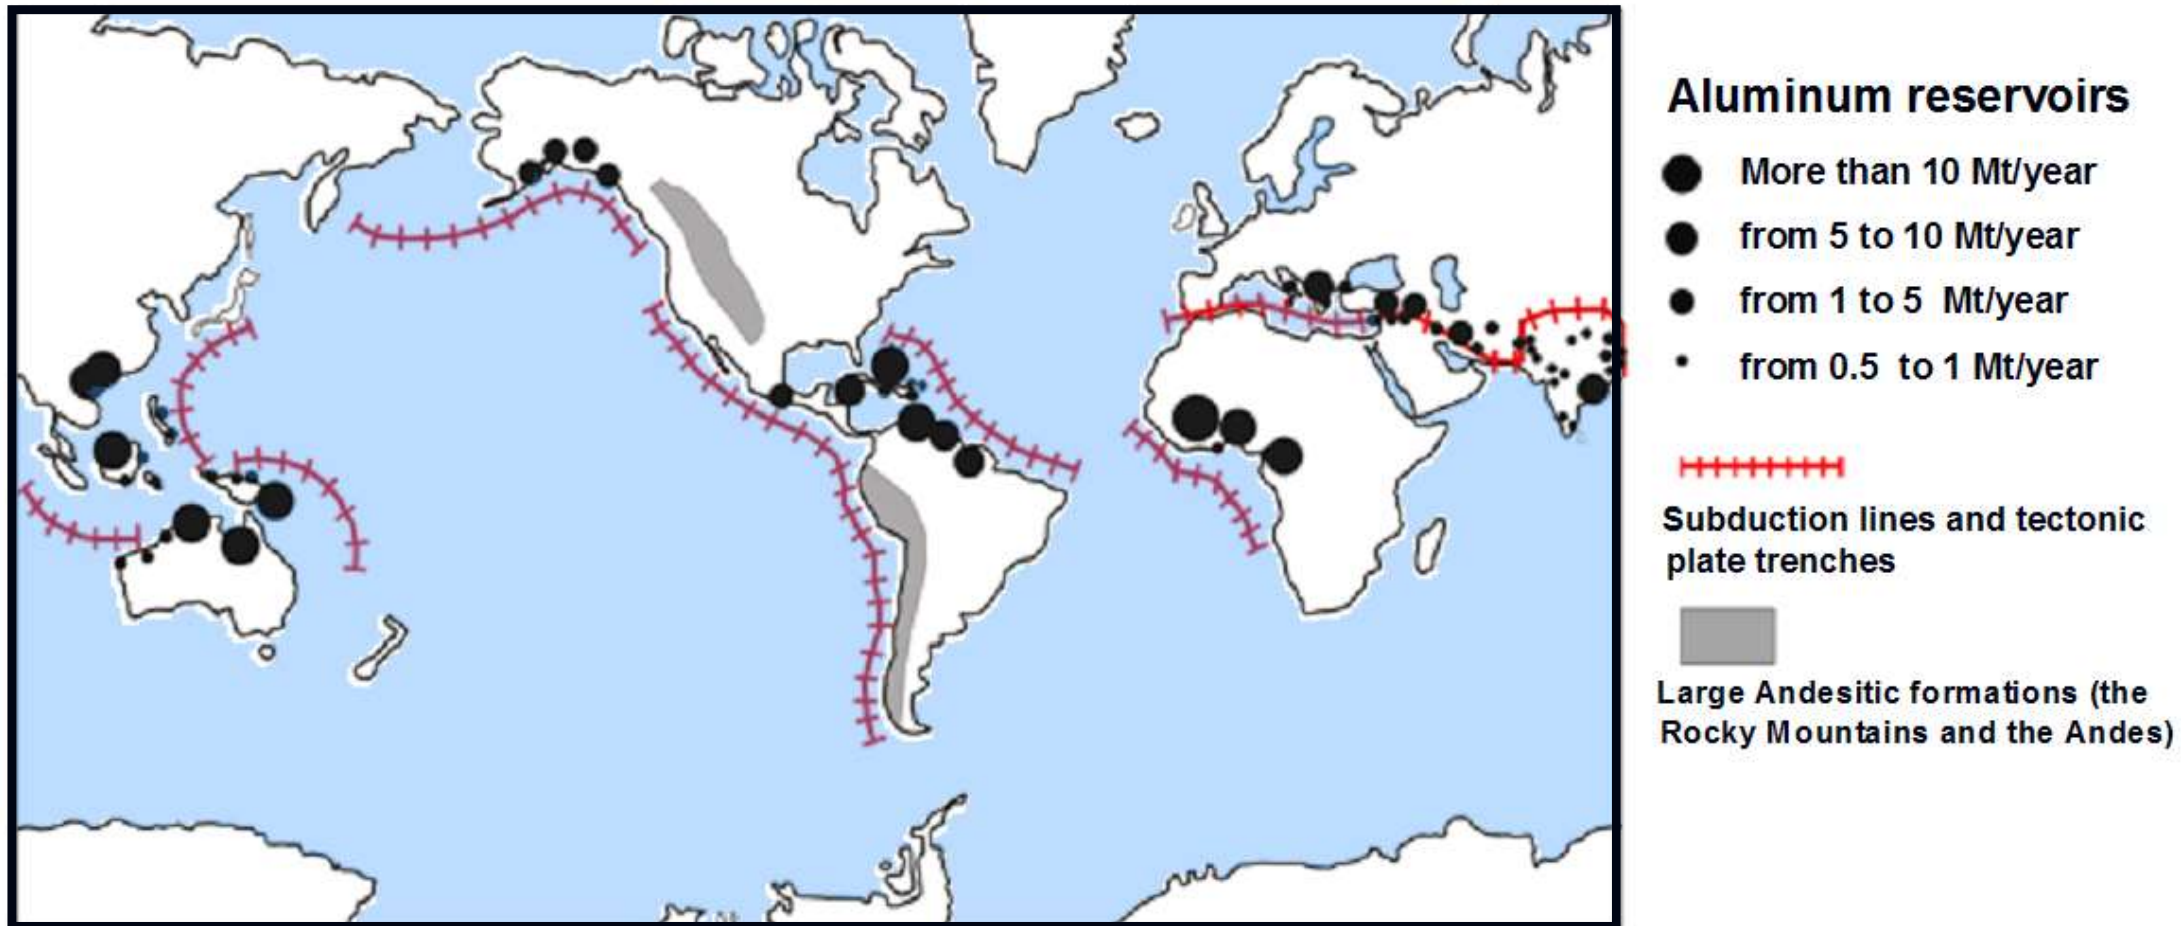 Aluminum reservoirs
More than 10 Mt/year
from 5 to 10 Mt/year
from 1 to 5 Mt/year
from 0.5 to 1 Mt/year
Subduction lines and tectonic
plate trenches
Large Andesitic formations (the
Rocky Mountains and the Andes)